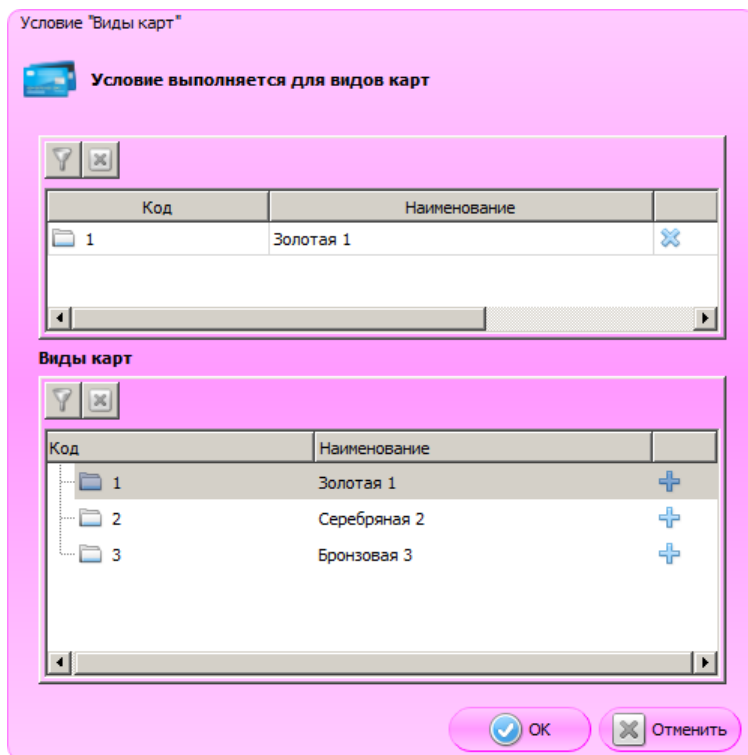 Условие "Виды карт"
Условие выполняется для видов карт
Код Наименование
1 Золотая 1
Виды карт
Код Наименование
1 Золотая 1
2 Серебряная 2
3 Бронзовая 3
ОК Отменить